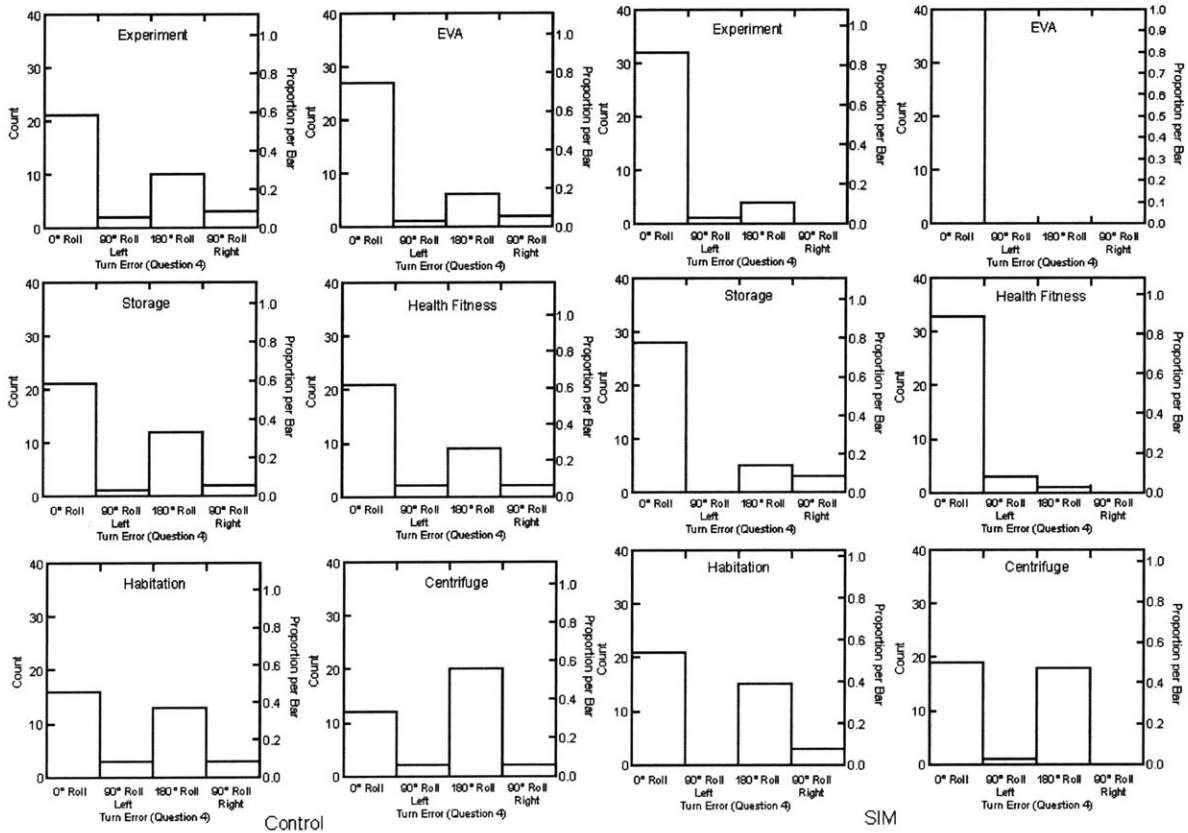 Experiment
40
30
20
10
0
Count
1.0
0.8
0.6
0.4
0.2
0.0
Proportion per Bar
0° Roll 90° Roll 180° Roll 90° Roll
Left Right
Turn Error (Question 4)
EVA
40
30
20
10
0
Count
1.0
0.8
0.6
0.4
0.2
0.0
Proportion per Bar
0° Roll 90° Roll 180° Roll 90° Roll
Left Right
Turn Error (Question 4)
Experiment
40
30
20
10
0
Count
1.0
0.8
0.6
0.4
0.2
0.0
Proportion per Bar
0° Roll 90° Roll 180° Roll 90° Roll
Left Right
Turn Error (Question 4)
EVA
40
30
20
10
0
Count
1.0
0.9
0.8
0.7
0.6
0.5
0.4
0.3
0.2
0.1
0.0
Proportion per Bar
0° Roll 90° Roll 180° Roll 90° Roll
Left Right
Turn Error (Question 4)
Storage
40
30
20
10
0
Count
1.0
0.8
0.6
0.4
0.2
0.0
Proportion per Bar
0° Roll 90° Roll 180° Roll 90° Roll
Left Right
Turn Error (Question 4)
Health Fitness
40
30
20
10
0
Count
1.0
0.8
0.6
0.4
0.2
0.0
Proportion per Bar
0° Roll 90° Roll 180° Roll 90° Roll
Left Right
Turn Error (Question 4)
Storage
40
30
20
10
0
Count
1.0
0.8
0.6
0.4
0.2
0.0
Proportion per Bar
0° Roll 90° Roll 180° Roll 90° Roll
Left Right
Turn Error (Question 4)
Health Fitness
40
30
20
10
0
Count
1.0
0.8
0.6
0.4
0.2
0.0
Proportion per Bar
0° Roll 90° Roll 180° Roll 90° Roll
Left Right
Turn Error (Question 4)
Habitation
40
30
20
10
0
Count
1.0
0.8
0.6
0.4
0.2
0.0
Proportion per Bar
0° Roll 90° Roll 180° Roll 90° Roll
Left Right
Turn Error (Question 4)
Centrifuge
40
30
20
10
0
Count
1.0
0.8
0.6
0.4
0.2
0.0
Proportion per Bar
0° Roll 90° Roll 180° Roll 90° Roll
Left Right
Turn Error (Question 4)
Habitation
40
30
20
10
0
Count
1.0
0.8
0.6
0.4
0.2
0.0
Proportion per Bar
0° Roll 90° Roll 180° Roll 90° Roll
Left Right
Turn Error (Question 4)
Centrifuge
40
30
20
10
0
Count
1.0
0.8
0.6
0.4
0.2
0.0
Proportion per Bar
0° Roll 90° Roll 180° Roll 90° Roll
Left Right
Turn Error (Question 4)
Control
SIM